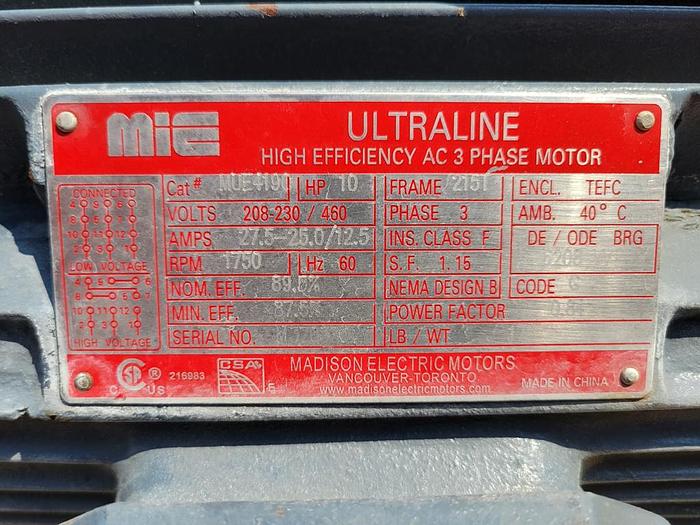 MIE
ULTRALINE
HIGH EFFICIENCY AC 3 PHASE MOTOR
CONNECTED
LOW VOLTAGE
HIGH VOLTAGE
Cat# HP 10 FRAME ENCL. TEFC
VOLTS 208-230 / 460 PHASE 3 AMB. 40° C
AMPS 27.5-25.0/12.5 INS. CLASS F DE / ODE BRG
RPM 1750 Hz 60 S.F. 1.15
NOM. EFF. NEMA DESIGN B CODE
MIN. EFF. POWER FACTOR
SERIAL NO. LB / WT
C SA ® US 216983 CSA E
MADISON ELECTRIC MOTORS
VANCOUVER-TORONTO
www.madisonelectricmotors.com
MADE IN CHINA